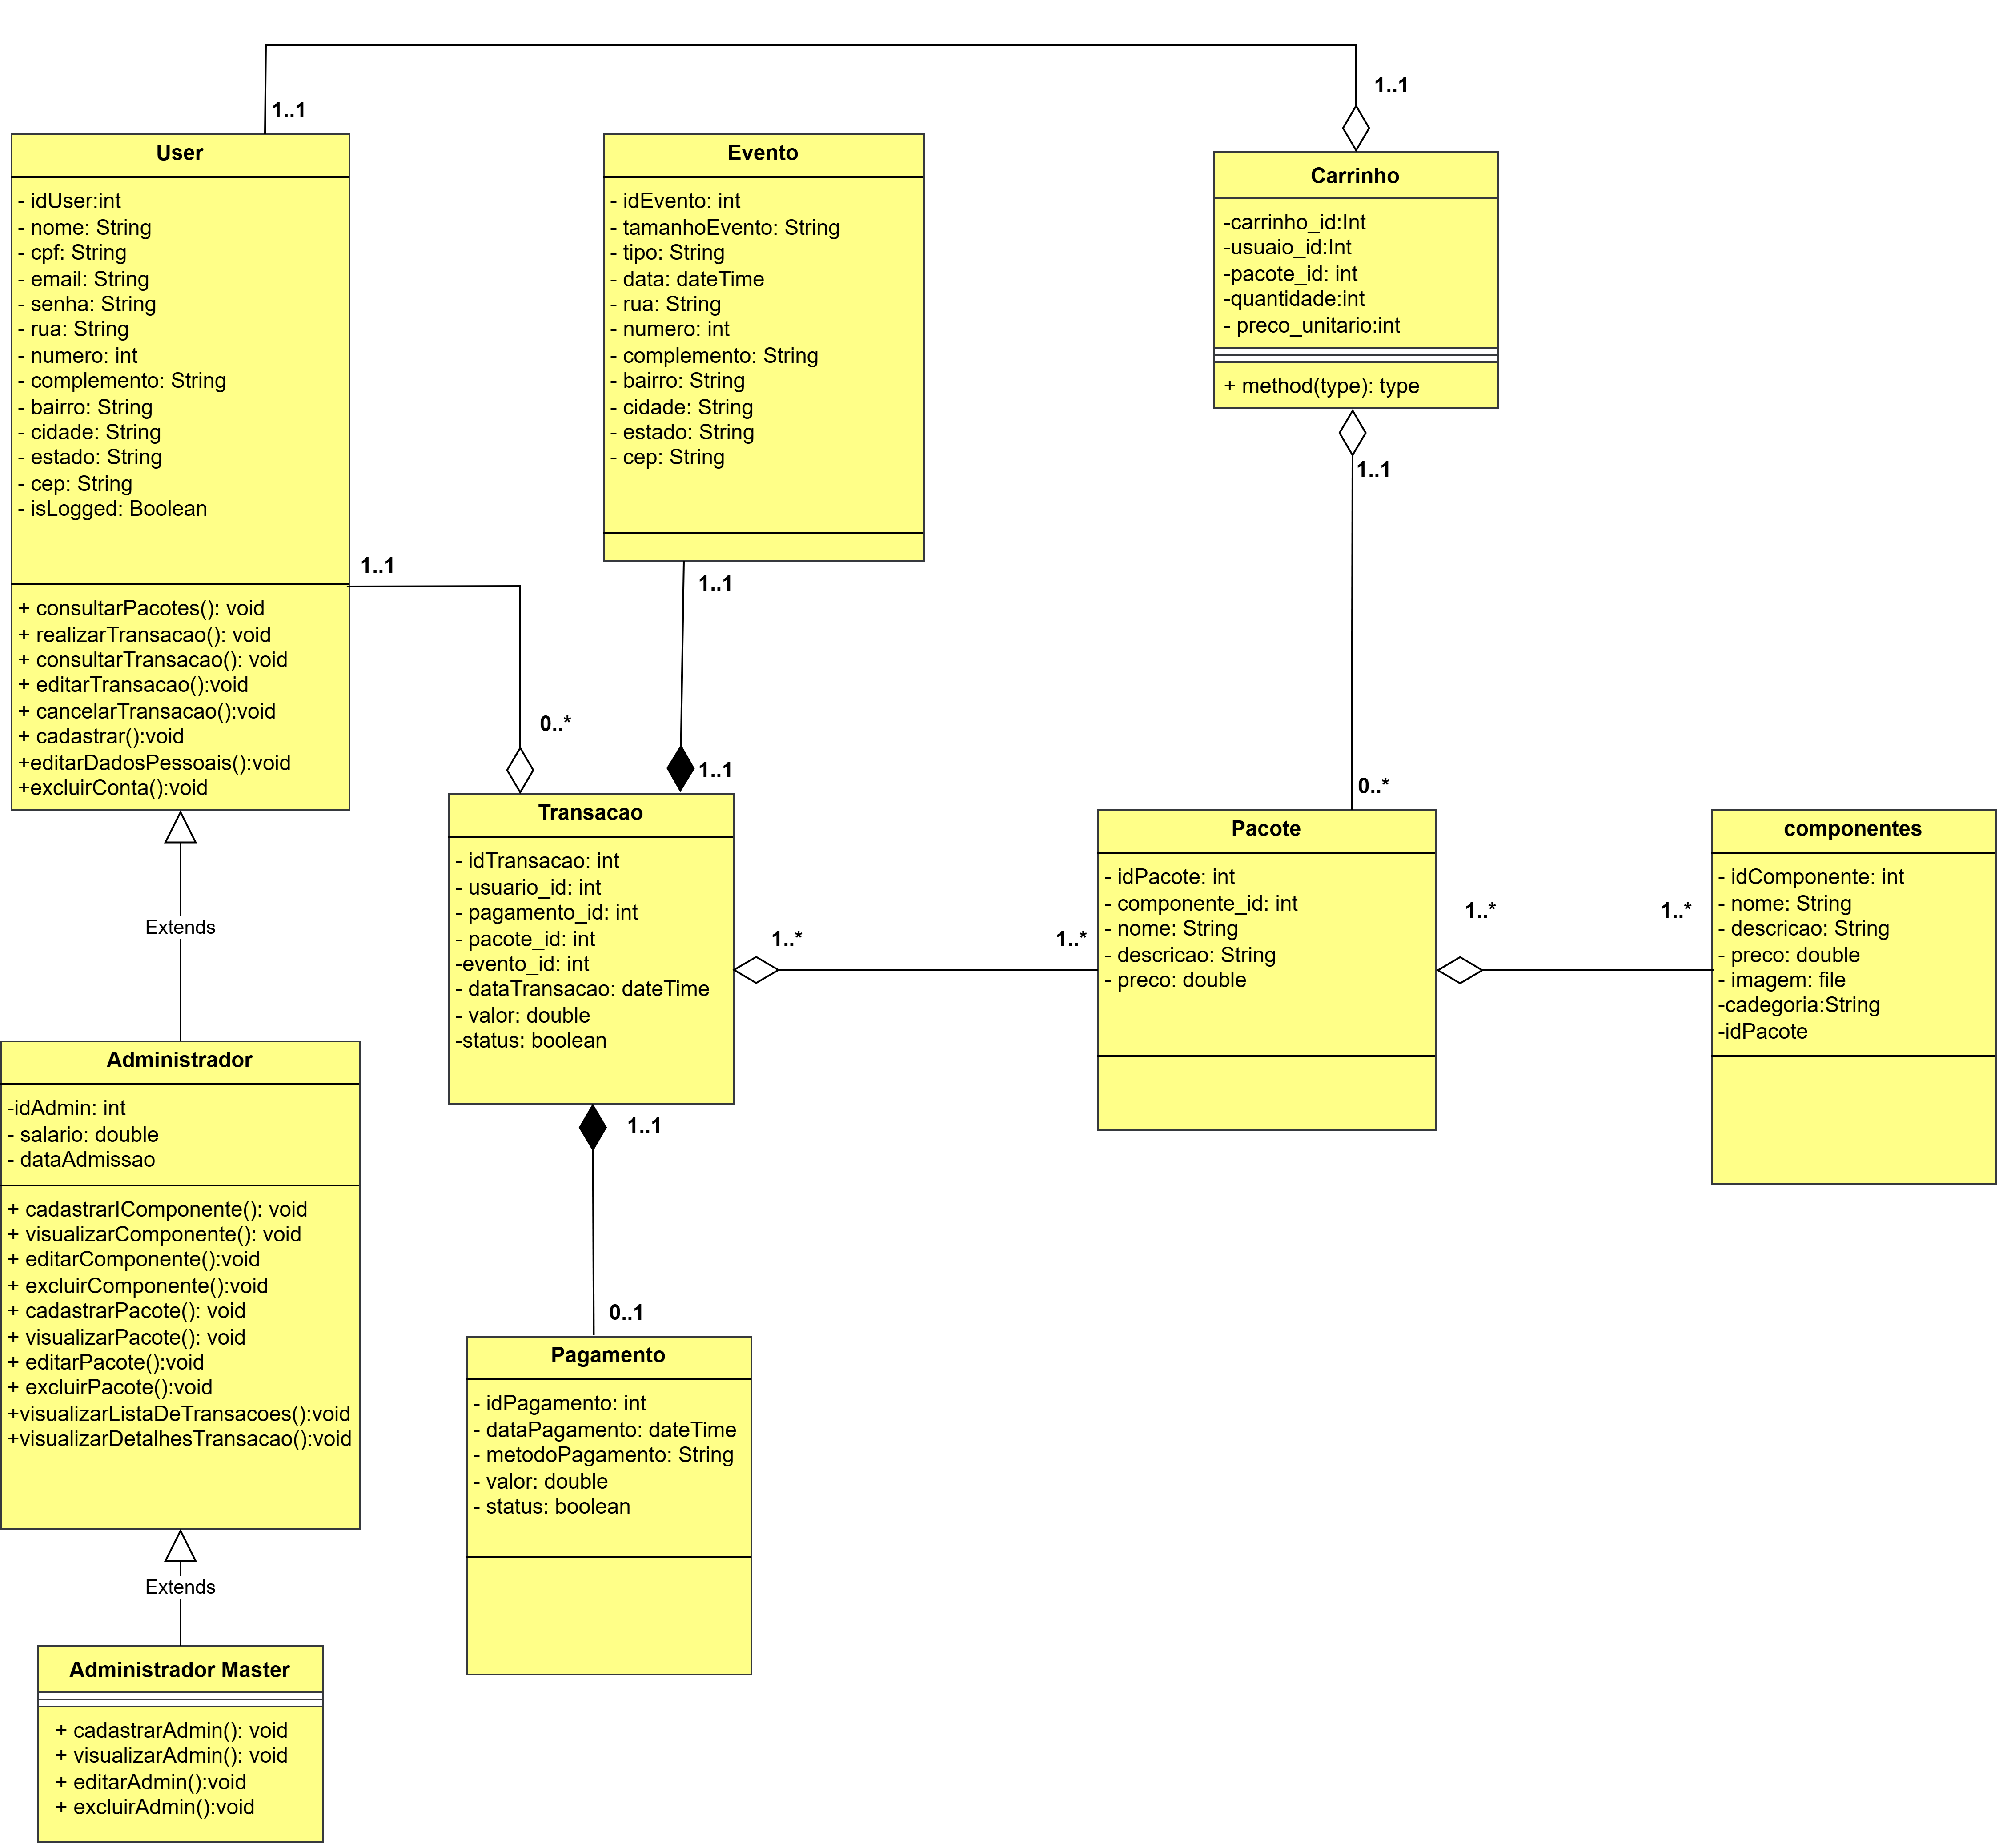 1..1
1..1
User
- idUser:int
- nome: String
- cpf: String
- email: String
- senha: String
- rua: String
- numero: int
- complemento: String
- bairro: String
- cidade: String
- estado: String
- cep: String
- isLogged: Boolean
+ consultarPacotes(): void
+ realizarTransacao(): void
+ consultarTransacao(): void
+ editarTransacao():void
+ cancelarTransacao():void
+ cadastrar():void
+editarDadosPessoais():void
+excluirConta():void
Evento
- idEvento: int
- tamanhoEvento: String
- tipo: String
- data: dateTime
- rua: String
- numero: int
- complemento: String
- bairro: String
- cidade: String
- estado: String
- cep: String
Carrinho
-carrinho_id:Int
-usuaio_id:Int
-pacote_id: int
-quantidade:int
- preco_unitario:int
+ method(type): type
1..1
1..1
1..1
0..*
1..1
0..*
Transacao
- idTransacao: int
- usuario_id: int
- pagamento_id: int
- pacote_id: int
-evento_id: int
- dataTransacao: dateTime
- valor: double
-status: boolean
1..*
1..*
Pacote
- idPacote: int
- componente_id: int
- nome: String
- descricao: String
- preco: double
1..*
1..*
componentes
- idComponente: int
- nome: String
- descricao: String
- preco: double
- imagem: file
-cadegoria:String
-idPacote
Extends
Administrador
-idAdmin: int
- salario: double
- dataAdmissao
+ cadastrarIComponente(): void
+ visualizarComponente(): void
+ editarComponente():void
+ excluirComponente():void
+ cadastrarPacote(): void
+ visualizarPacote(): void
+ editarPacote():void
+ excluirPacote():void
+visualizarListaDeTransacoes():void
+visualizarDetalhesTransacao():void
1..1
0..1
Pagamento
- idPagamento: int
- dataPagamento: dateTime
- metodoPagamento: String
- valor: double
- status: boolean
Extends
Administrador Master
+ cadastrarAdmin(): void
+ visualizarAdmin(): void
+ editarAdmin():void
+ excluirAdmin():void